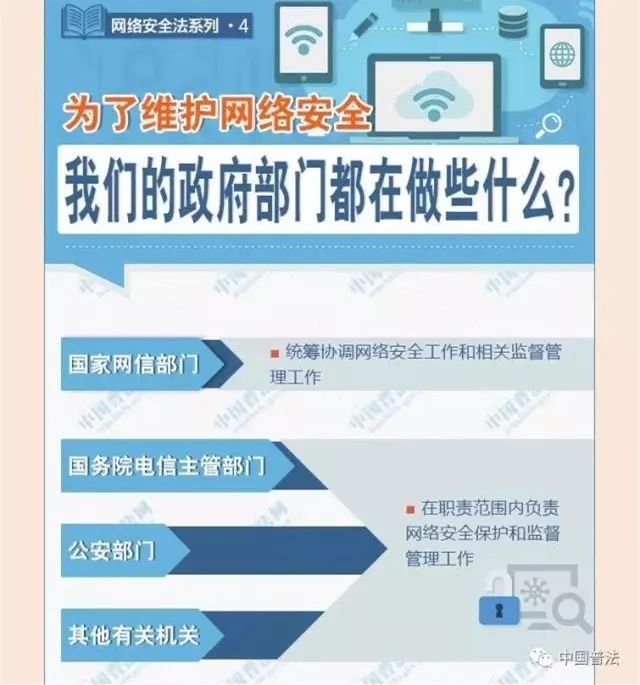 网络安全法系列·4
为了维护网络安全
我们的政府部门都在做些什么?
国家网信部门
■ 统筹协调网络安全工作和相关监督管
理工作
国务院电信主管部门
公安部门
其他有关机关
■ 在职责范围内负责
网络安全保护和监督
管理工作
中国普法